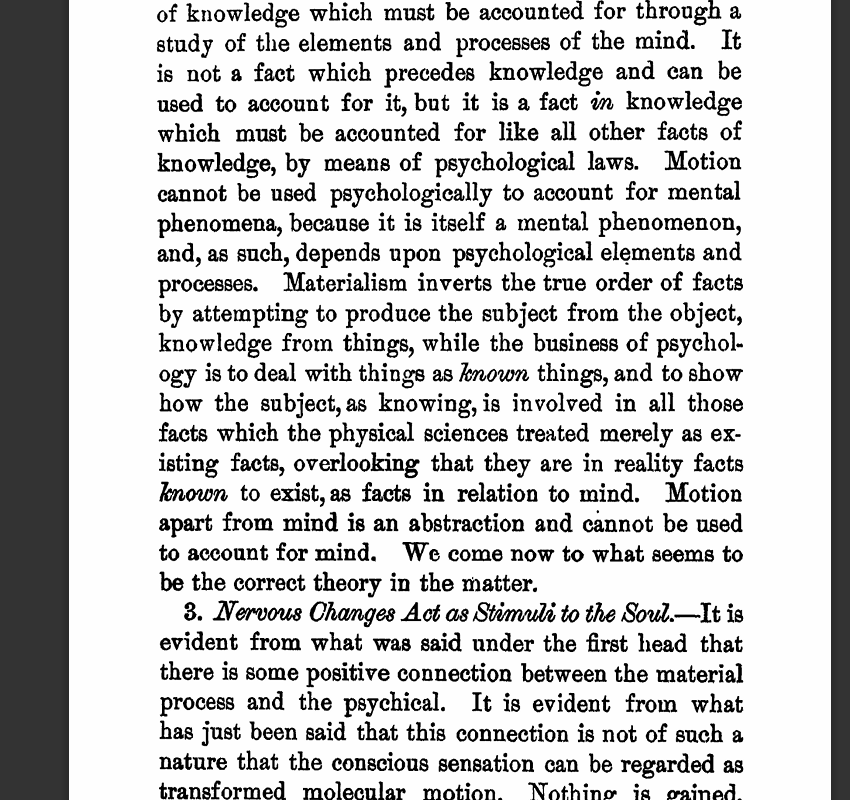 of knowledge which must be accounted for through a
study of the elements and processes of the mind. It
is not a fact which precedes knowledge and can be
used to account for it, but it is a fact in knowledge
which must be accounted for like all other facts of
knowledge, by means of psychological laws. Motion
cannot be used psychologically to account for mental
phenomena, because it is itself a mental phenomenon,
and, as such, depends upon psychological elements and
processes. Materialism inverts the true order of facts
by attempting to produce the subject from the object,
knowledge from things, while the business of psychol-
ogy is to deal with things as known things, and to show
how the subject, as knowing, is involved in all those
facts which the physical sciences treated merely as ex-
isting facts, overlooking that they are in reality facts
known to exist, as facts in relation to mind. Motion
apart from mind is an abstraction and cannot be used
to account for mind. We come now to what seems to
be the correct theory in the matter.
3. Nervous Changes Act as Stimuli to the Soul.—It is
evident from what was said under the first head that
there is some positive connection between the material
process and the psychical. It is evident from what
has just been said that this connection is not of such a
nature that the conscious sensation can be regarded as
transformed molecular motion. Nothing is gained,